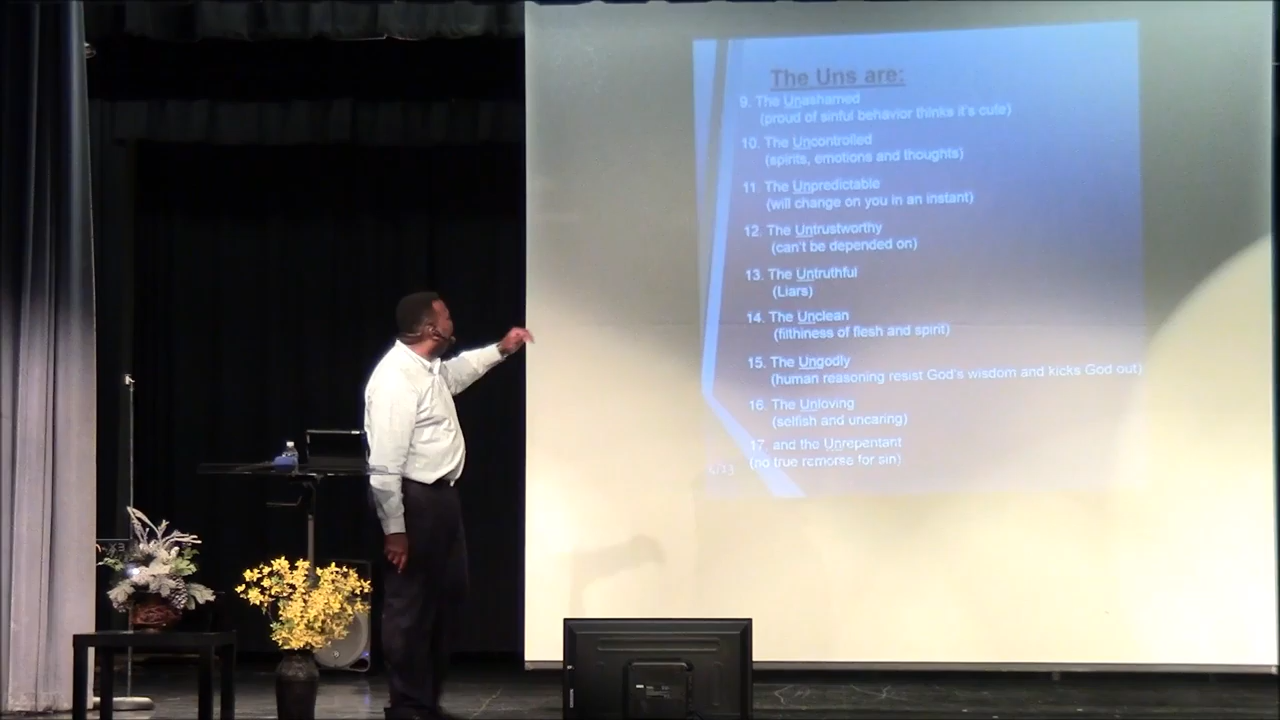 The Uns are:
9. The Unashamed
(proud of sinful behavior thinks it's cute)
10. The Uncontrolled
(spirits, emotions and thoughts)
11. The Unpredictable
(will change on you in an instant)
12. The Untrustworthy
(can't be depended on)
13. The Untruthful
(Liars)
14. The Unclean
(filthiness of flesh and spirit)
15. The Ungodly
(human reasoning resist God's wisdom and kicks God out)
16. The Unloving
(selfish and uncaring)
17. and the Unrepentant
(no true remorse for sin)